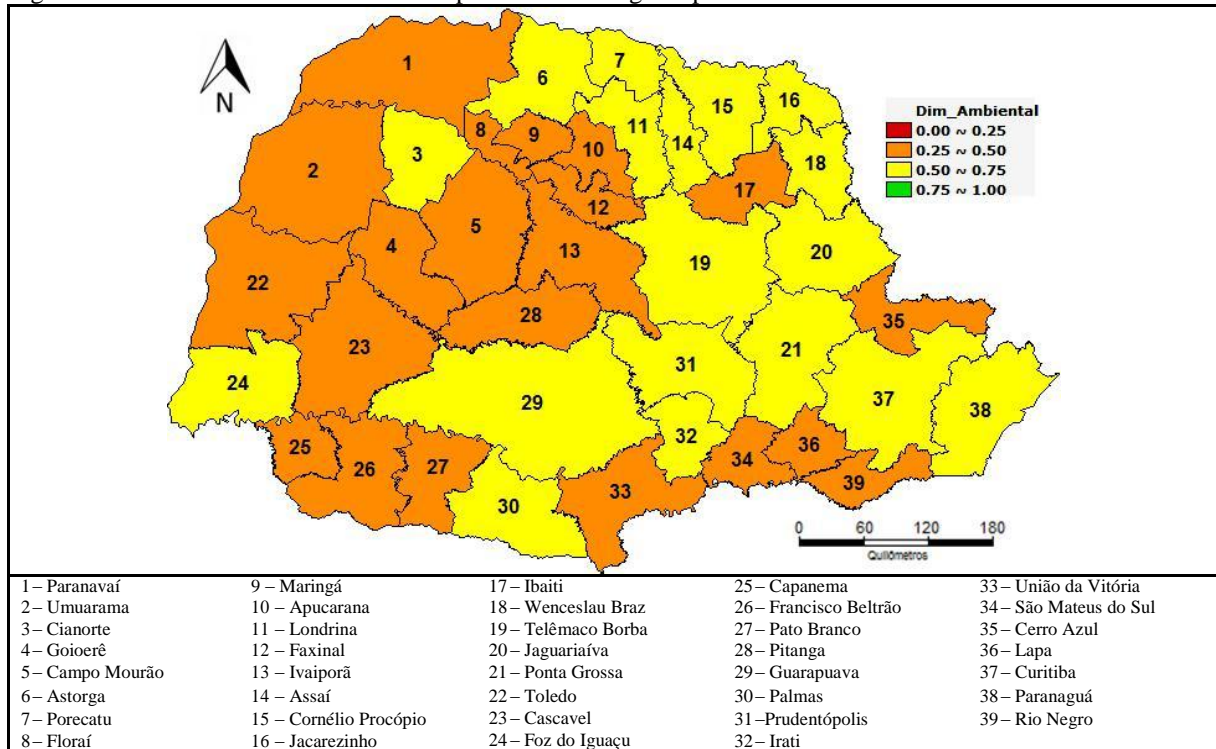 N
Dim_Ambiental
0.00 ~ 0.25
0.25 ~ 0.50
0.50 ~ 0.75
0.75 ~ 1.00
1
2
3
4
5
6
7
8
9
10
11
12
13
14
15
16
17
18
19
20
21
22
23
24
25
26
27
28
29
30
31
32
33
34
35
36
37
38
39
0 60 120 180
Quilômetros
1 – Paranavaí
2 – Umuarama
3 – Cianorte
4 – Goioerê
5 – Campo Mourão
6 – Astorga
7 – Porecatu
8 – Floraí
9 – Maringá
10 – Apucarana
11 – Londrina
12 – Faxinal
13 – Ivaiporã
14 – Assaí
15 – Cornélio Procópio
16 – Jacarezinho
17 – Ibaiti
18 – Wenceslau Braz
19 – Telêmaco Borba
20 – Jaguariaíva
21 – Ponta Grossa
22 – Toledo
23 – Cascavel
24 – Foz do Iguaçu
25 – Capanema
26 – Francisco Beltrão
27 – Pato Branco
28 – Pitanga
29 – Guarapuava
30 – Palmas
31 –Prudentópolis
32 – Irati
33 – União da Vitória
34 – São Mateus do Sul
35 – Cerro Azul
36 – Lapa
37 – Curitiba
38 – Paranaguá
39 – Rio Negro